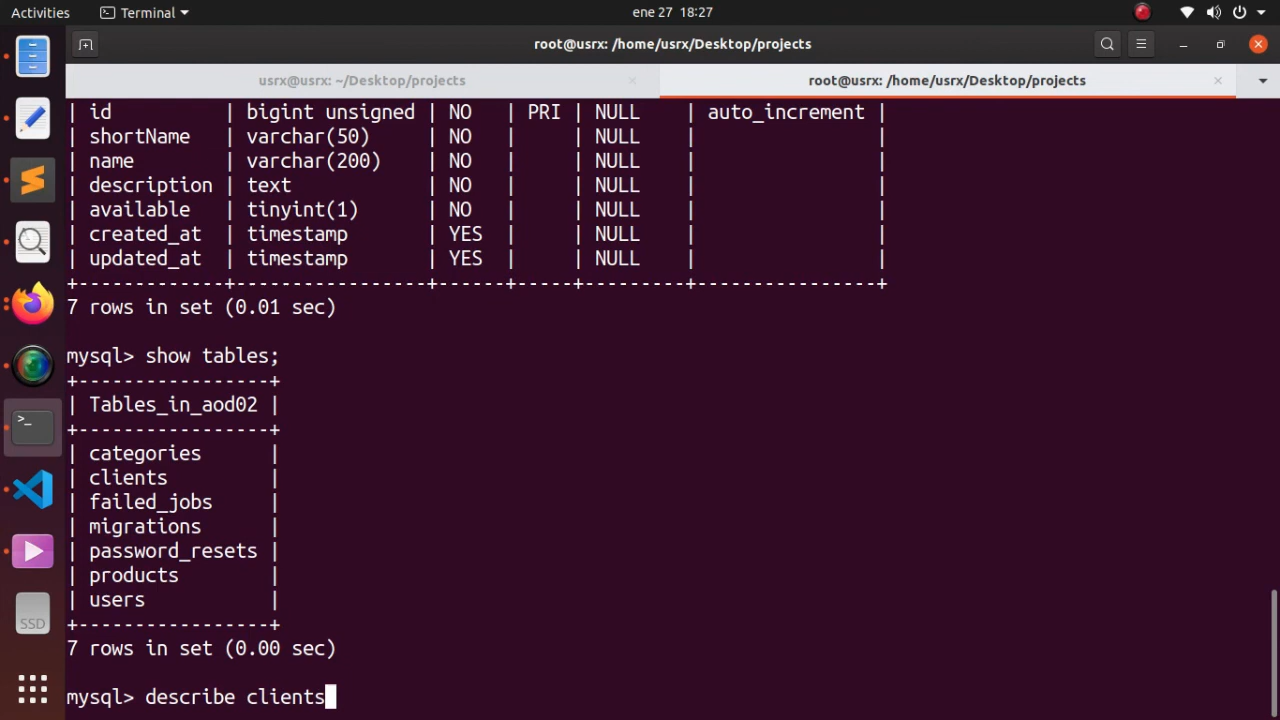 Activities Terminal ene 27 18:27
root@usrx: /home/usrx/Desktop/projects
usrx@usrx: ~/Desktop/projects root@usrx: /home/usrx/Desktop/projects
| id | bigint unsigned | NO | PRI | NULL | auto_increment |
| shortName | varchar(50) | NO | | NULL | |
| name | varchar(200) | NO | | NULL | |
| description | text | NO | | NULL | |
| available | tinyint(1) | NO | | NULL | |
| created_at | timestamp | YES | | NULL | |
| updated_at | timestamp | YES | | NULL | |
+-------------+-----------------+------+-----+---------+----------------+
7 rows in set (0.01 sec)
mysql> show tables;
+-----------------+
| Tables_in_aod02 |
+-----------------+
| categories |
| clients |
| failed_jobs |
| migrations |
| password_resets |
| products |
| users |
+-----------------+
7 rows in set (0.00 sec)
SSD
mysql> describe clients